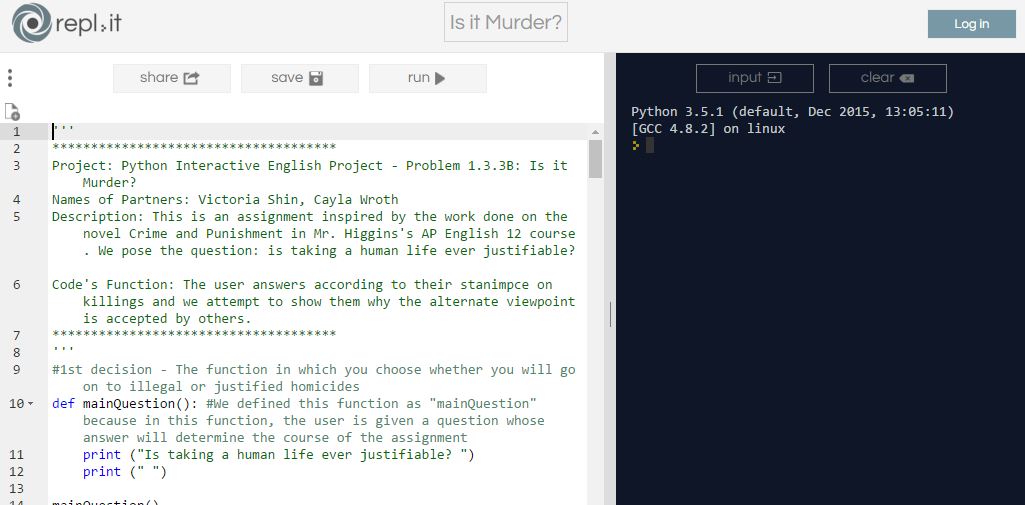 repl.it
Is it Murder?
Log in
share
save
run
input
clear
1 '''
2 *************************************
3 Project: Python Interactive English Project - Problem 1.3.3B: Is it
Murder?
4 Names of Partners: Victoria Shin, Cayla Wroth
5 Description: This is an assignment inspired by the work done on the
novel Crime and Punishment in Mr. Higgins's AP English 12 course
. We pose the question: is taking a human life ever justifiable?
6 Code's Function: The user answers according to their stanimpce on
killings and we attempt to show them why the alternate viewpoint
is accepted by others.
7 *************************************
8 '''
9 #1st decision - The function in which you choose whether you will go
on to illegal or justified homicides
10 def mainQuestion(): #We defined this function as "mainQuestion"
because in this function, the user is given a question whose
answer will determine the course of the assignment
11 print ("Is taking a human life ever justifiable? ")
12 print (" ")
13
14 mainQuestion()
Python 3.5.1 (default, Dec 2015, 13:05:11)
[GCC 4.8.2] on linux